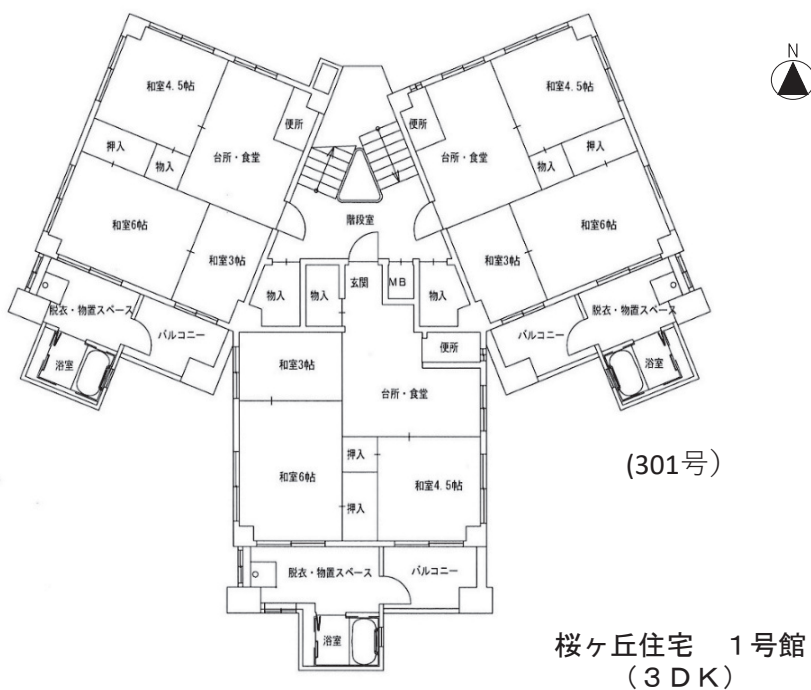 N
和室4.5帖
便所
押入
物入
台所・食堂
和室6帖
和室3帖
脱衣・物置スペース
バルコニー
浴室
階段室
和室4.5帖
便所
台所・食堂
物入
押入
和室6帖
和室3帖
脱衣・物置スペース
バルコニー
浴室
物入
物入
玄関
MB
物入
便所
和室3帖
台所・食堂
押入
和室6帖
押入
和室4.5帖
脱衣・物置スペース
バルコニー
浴室
(301号)
桜ヶ丘住宅 1号館
(3DK)